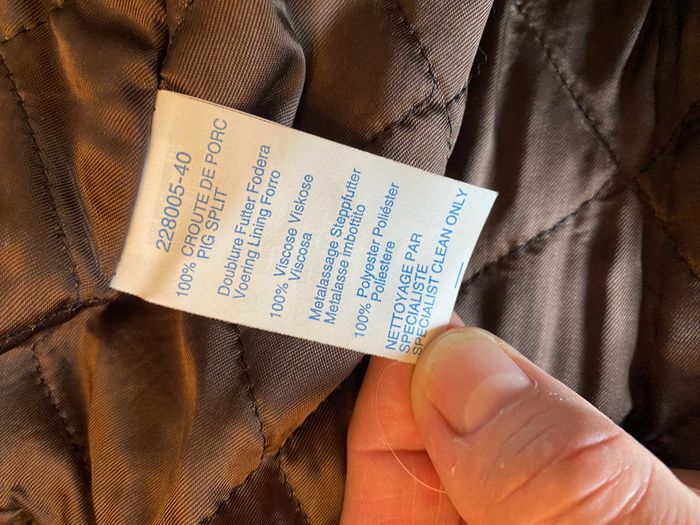 228005-40
100% CROUTE DE PORC
PIG SPLIT
Doublure Futter Fodera
Voering Lining Forro
100% Viscose Viskose
Viscosa
Metalassage Steppfutter
Metalasse imbottito
100% Polyester Poliéster
Poliestere
NETTOYAGE PAR
SPECIALISTE
SPECIALIST CLEAN ONLY